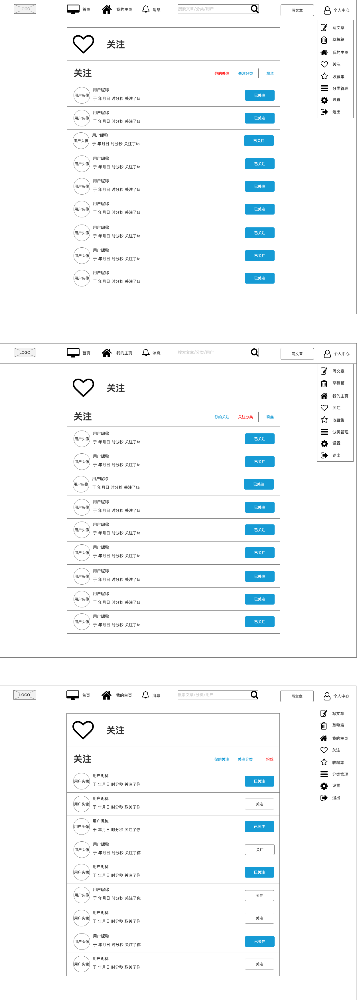 LOGO 首页 我的主页 消息 搜索文章/分类/用户 写文章 个人中心
写文章
草稿箱
我的主页
关注
收藏集
分类管理
设置
退出
关注
关注 你的关注 关注分类 粉丝
用户头像 用户昵称
于 年月日 时分秒 关注了ta 已关注
用户头像 用户昵称
于 年月日 时分秒 关注了ta 已关注
用户头像 用户昵称
于 年月日 时分秒 关注了ta 已关注
用户头像 用户昵称
于 年月日 时分秒 关注了ta 已关注
用户头像 用户昵称
于 年月日 时分秒 关注了ta 已关注
用户头像 用户昵称
于 年月日 时分秒 关注了ta 已关注
用户头像 用户昵称
于 年月日 时分秒 关注了ta 已关注
用户头像 用户昵称
于 年月日 时分秒 关注了ta 已关注
用户头像 用户昵称
于 年月日 时分秒 关注了ta 已关注
LOGO 首页 我的主页 消息 搜索文章/分类/用户 写文章 个人中心
写文章
草稿箱
我的主页
关注
收藏集
分类管理
设置
退出
关注
关注 你的关注 关注分类 粉丝
用户头像 用户昵称
于 年月日 时分秒 关注了ta 已关注
用户头像 用户昵称
于 年月日 时分秒 关注了ta 已关注
用户头像 用户昵称
于 年月日 时分秒 关注了ta 已关注
用户头像 用户昵称
于 年月日 时分秒 关注了ta 已关注
用户头像 用户昵称
于 年月日 时分秒 关注了ta 已关注
用户头像 用户昵称
于 年月日 时分秒 关注了ta 已关注
用户头像 用户昵称
于 年月日 时分秒 关注了ta 已关注
用户头像 用户昵称
于 年月日 时分秒 关注了ta 已关注
用户头像 用户昵称
于 年月日 时分秒 关注了ta 已关注
LOGO 首页 我的主页 消息 搜索文章/分类/用户 写文章 个人中心
写文章
草稿箱
我的主页
关注
收藏集
分类管理
设置
退出
关注
关注 你的关注 关注分类 粉丝
用户头像 用户昵称
于 年月日 时分秒 关注了你 已关注
用户头像 用户昵称
于 年月日 时分秒 取关了你 关注
用户头像 用户昵称
于 年月日 时分秒 关注了你 已关注
用户头像 用户昵称
于 年月日 时分秒 关注了你 关注
用户头像 用户昵称
于 年月日 时分秒 关注了你 已关注
用户头像 用户昵称
于 年月日 时分秒 关注了你 关注
用户头像 用户昵称
于 年月日 时分秒 取关了你 关注
用户头像 用户昵称
于 年月日 时分秒 关注了你 已关注
用户头像 用户昵称
于 年月日 时分秒 取关了你 关注